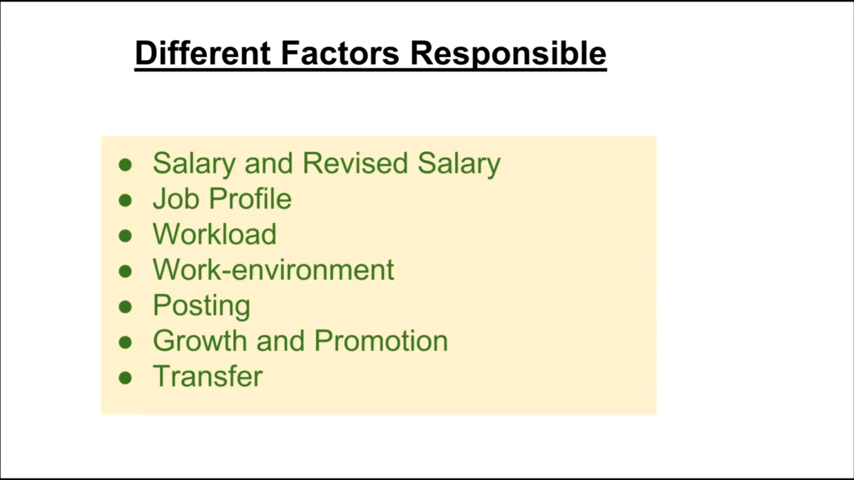 Different Factors Responsible
● Salary and Revised Salary
● Job Profile
● Workload
● Work-environment
● Posting
● Growth and Promotion
● Transfer